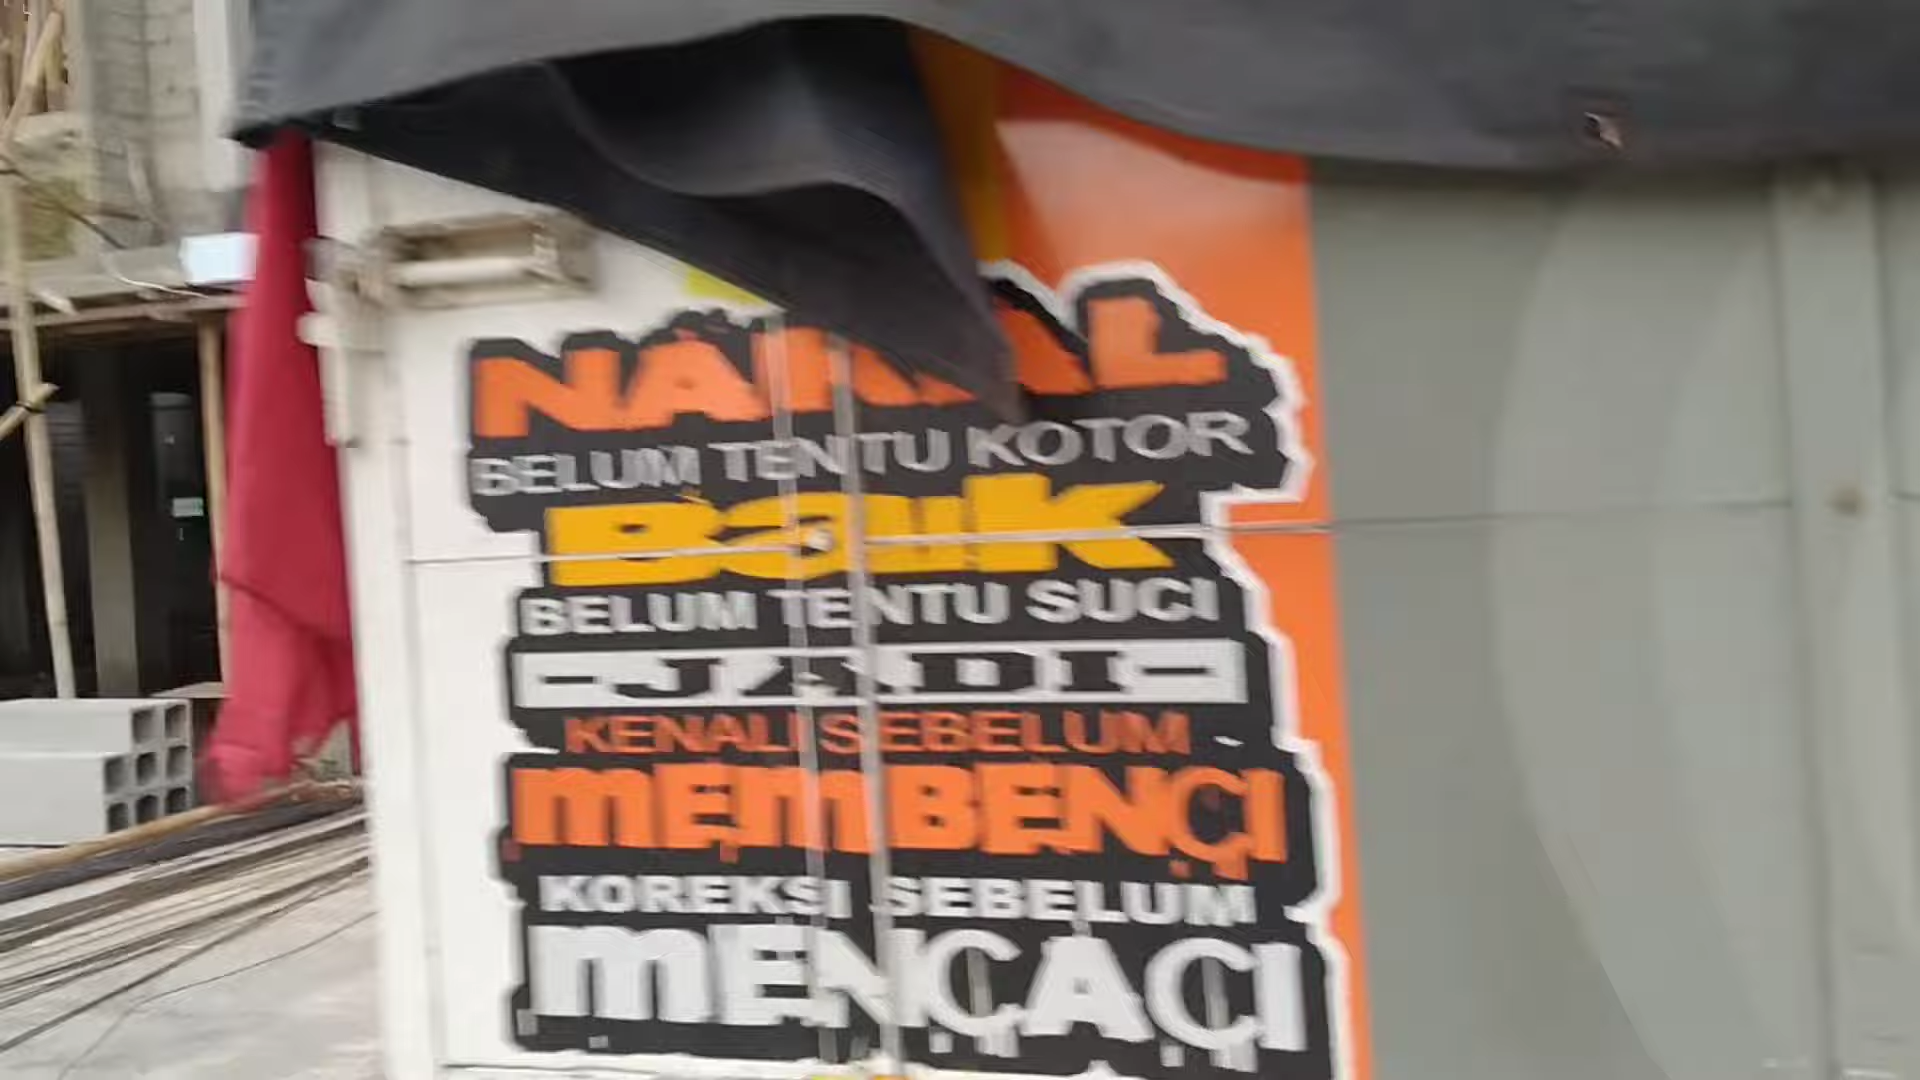 BELUM TENTU KOTOR
Baik
BELUM TENTU SUCI
JADI
KENALI SEBELUM
mEmBENCI
KOREKSI SEBELUM
mENCACI